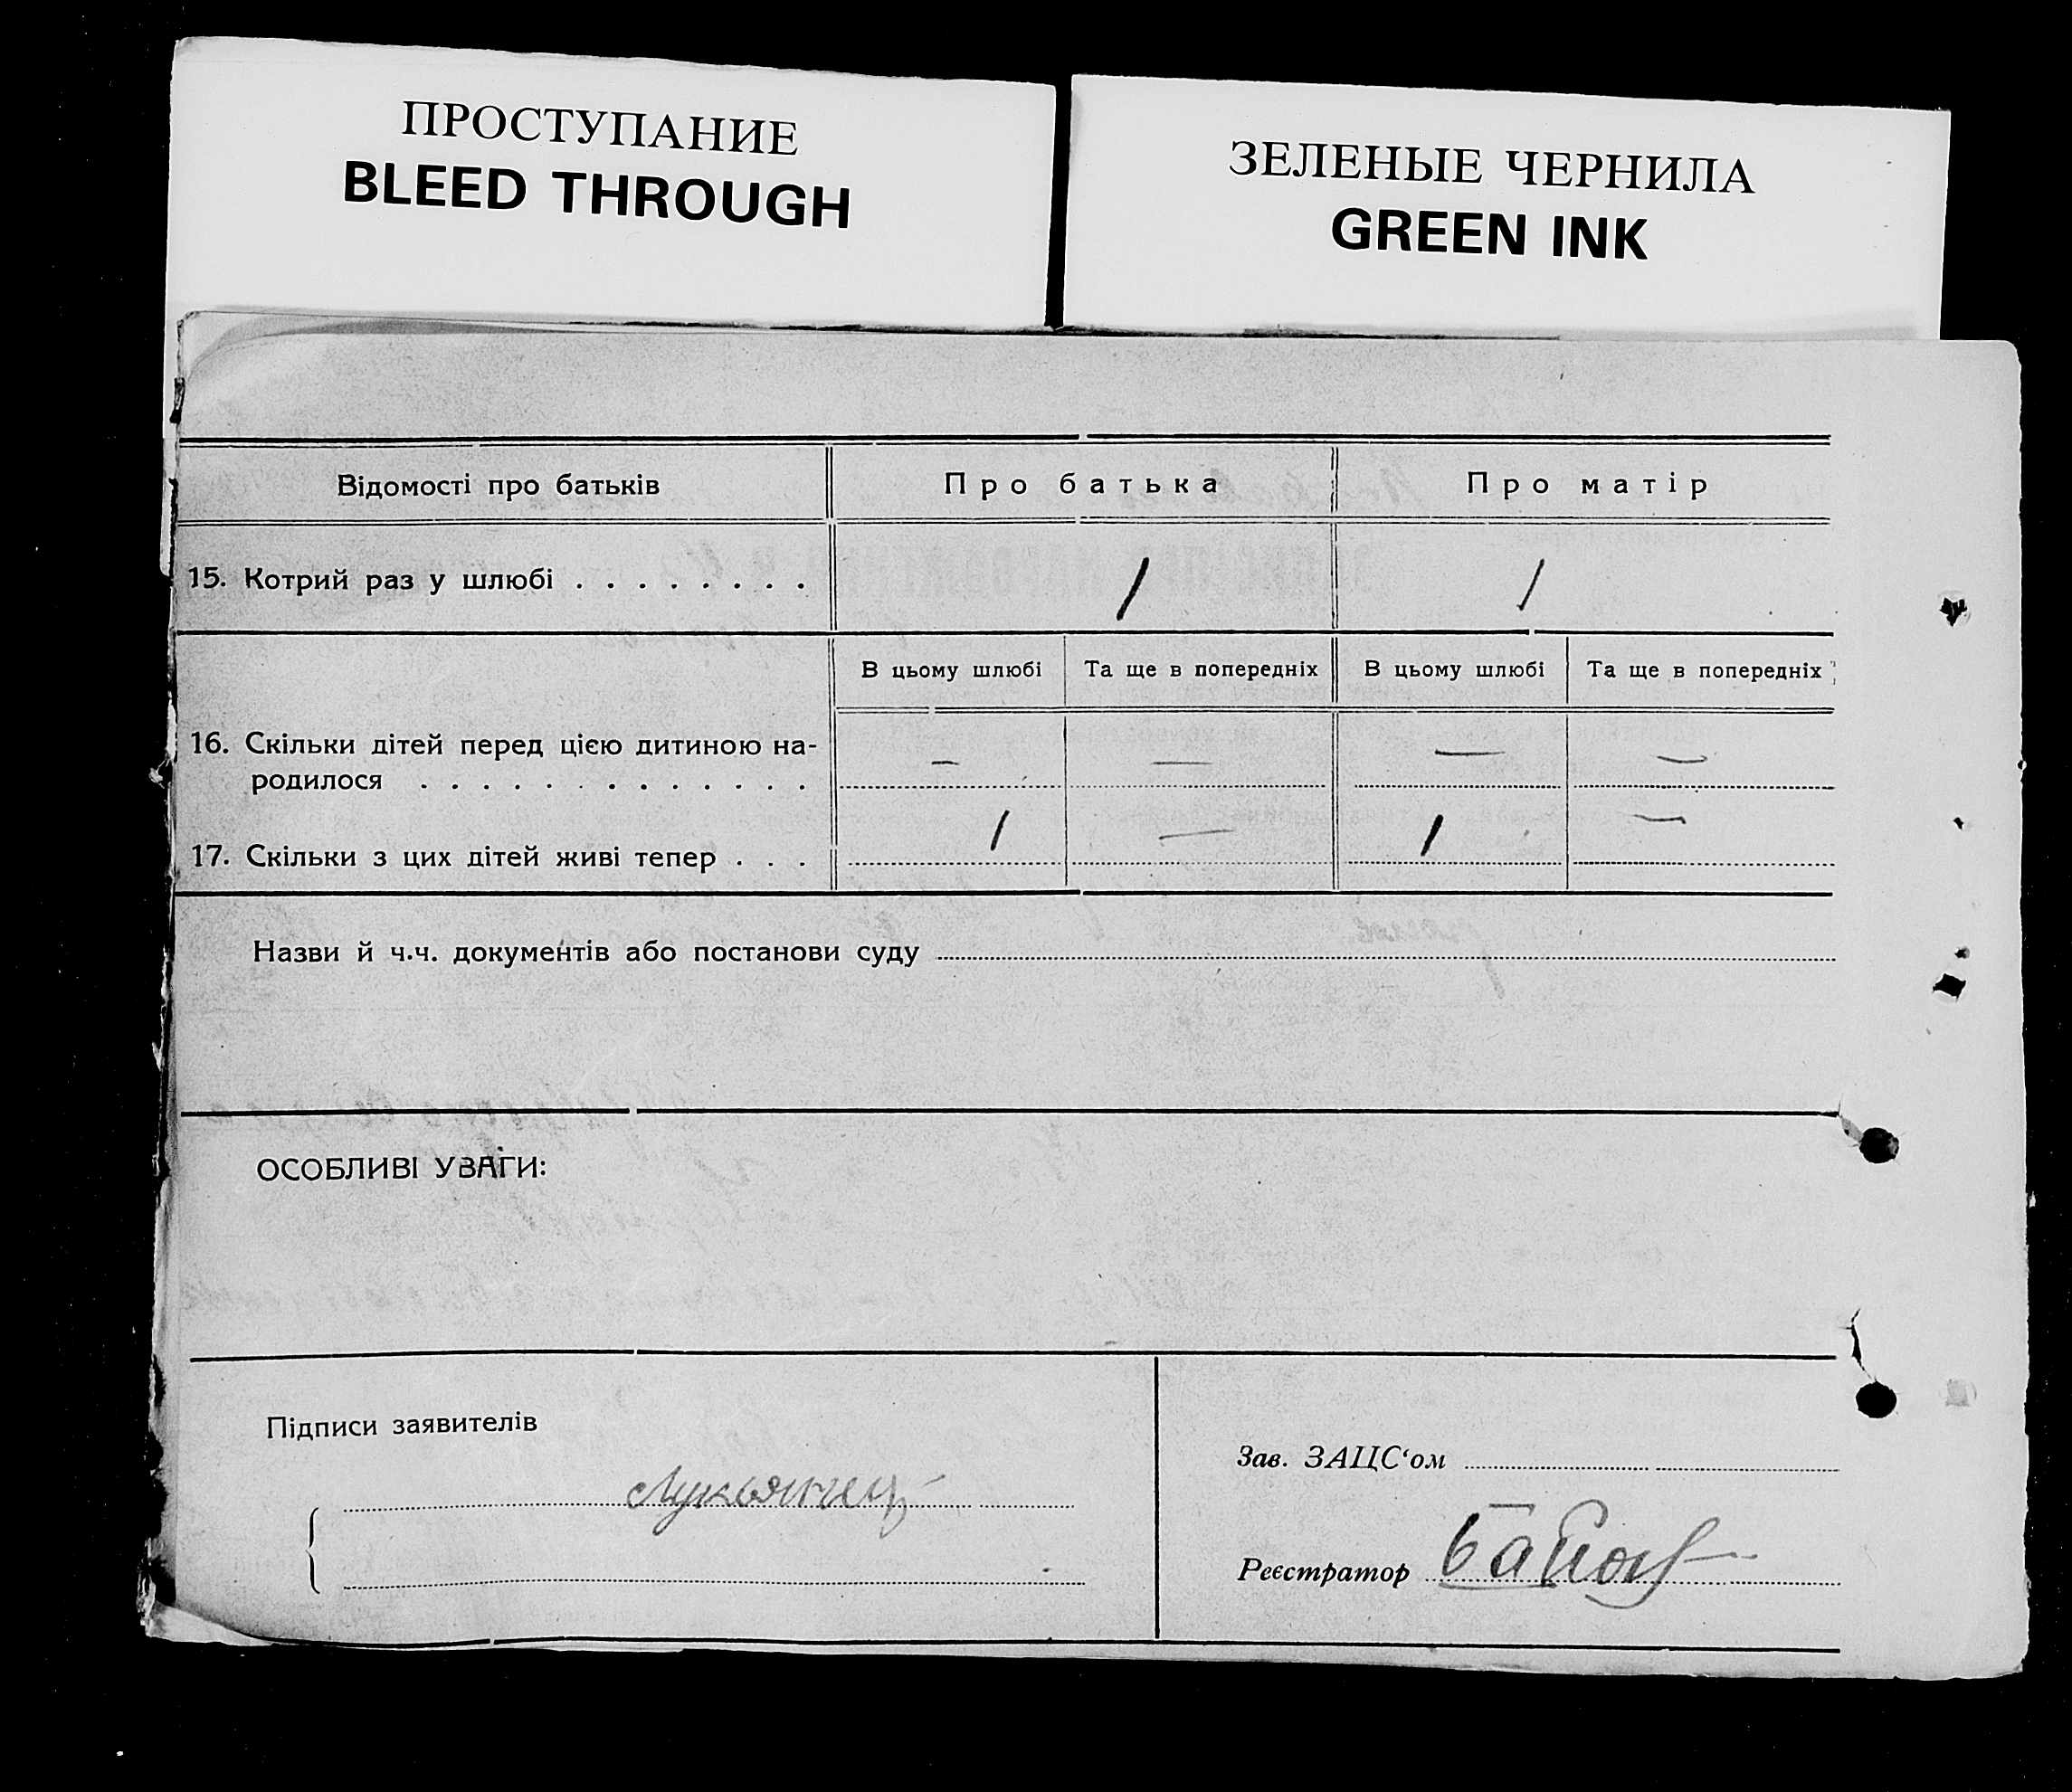 ПРОСТУПАНИЕ
BLEED THROUGH
ЗЕЛЕНЫЕ ЧЕРНИЛА
GREEN INK
Відомості про батьків Про батька Про матір
15. Котрий раз у шлюбі . . . . . . . . 1 1
В цьому шлюбі Та ще в попередніх В цьому шлюбі Та ще в попередніх
16. Скільки дітей перед цією дитиною на- — — — —
родилося . . . . . . . . . . . . .
17. Скільки з цих дітей живі тепер . . . 1 — 1 —
Назви й ч.ч. документів або постанови суду
ОСОБЛИВІ УВАГИ:
Підписи заявителів
Лукьянец
Зав. ЗАЦС‘ом
Реєстратор